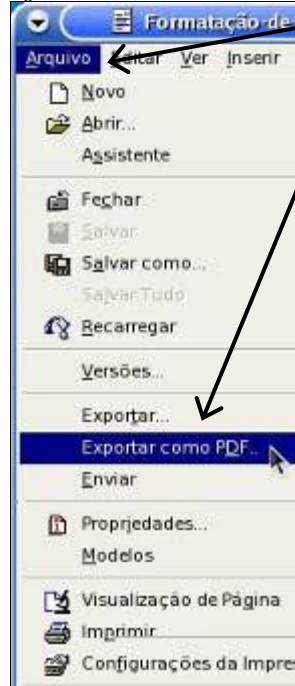 Formatação de
Arquivo Editar Ver Inserir
Novo
Abrir...
Assistente
Fechar
Salvar
Salvar como...
Salvar Tudo
Recarregar
Versões...
Exportar...
Exportar como PDF..
Enviar
Propriedades...
Modelos
Visualização de Página
Imprimir
Configurações da Impres